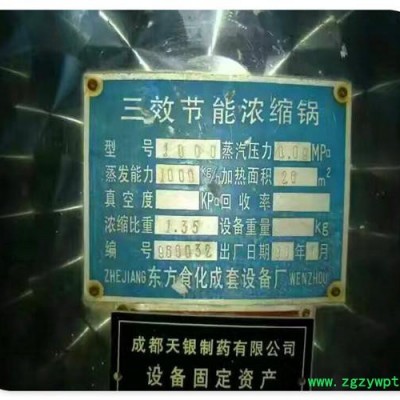 三效节能浓缩锅
型 号 1000 蒸汽压力 0.09 MPa
蒸发能力 1000 Kg/h 加热面积 20 m²
真空度 KPa 回收率
浓缩比重 1.35 设备重量 kg
编 号 出厂日期 月
ZHEJIANG 东方食化成套设备厂 WENZHOU
成都天银制药有限公司
设备固定资产
www.zgzywpt